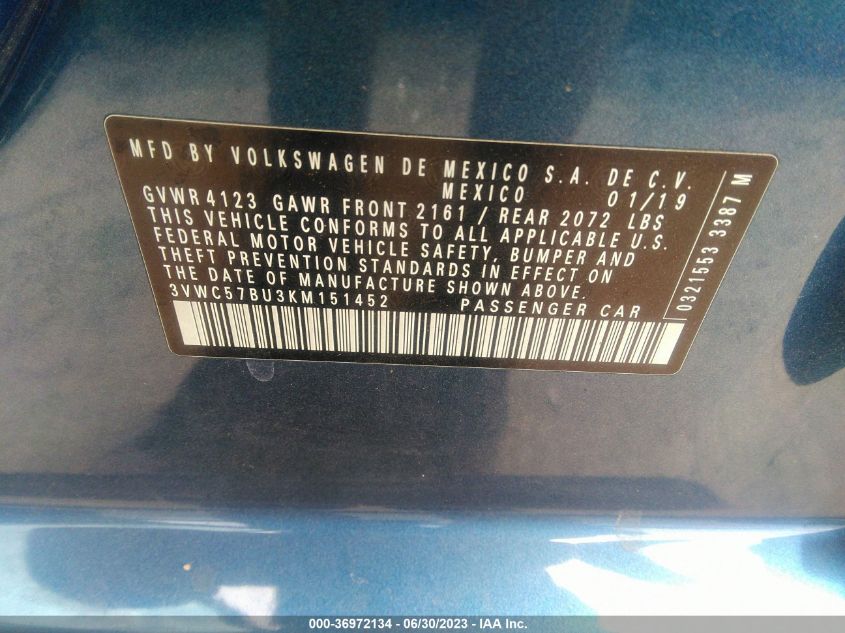 MFD BY VOLKSWAGEN DE MEXICO S.A. DE C.V.
MEXICO 01/19
GVWR 4123 GAWR FRONT 2161 / REAR 2072 LBS
THIS VEHICLE CONFORMS TO ALL APPLICABLE U.S.
FEDERAL MOTOR VEHICLE SAFETY, BUMPER AND
THEFT PREVENTION STANDARDS IN EFFECT ON
THE DATE OF MANUFACTURE SHOWN ABOVE.
3VWC57BU3KM151452 PASSENGER CAR
0321553 3387 M
000-36972134 - 06/30/2023 - IAA Inc.